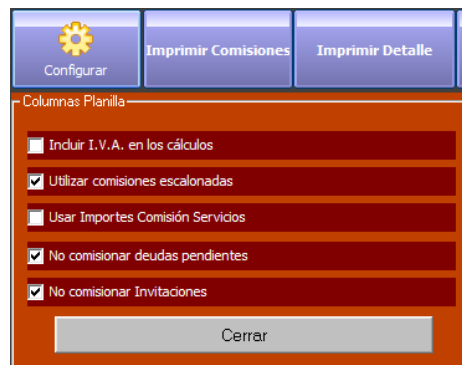 Configurar
Imprimir Comisiones
Imprimir Detalle
Columnas Planilla
Incluir I.V.A. en los cálculos
Utilizar comisiones escalonadas
Usar Importes Comisión Servicios
No comisionar deudas pendientes
No comisionar Invitaciones
Cerrar